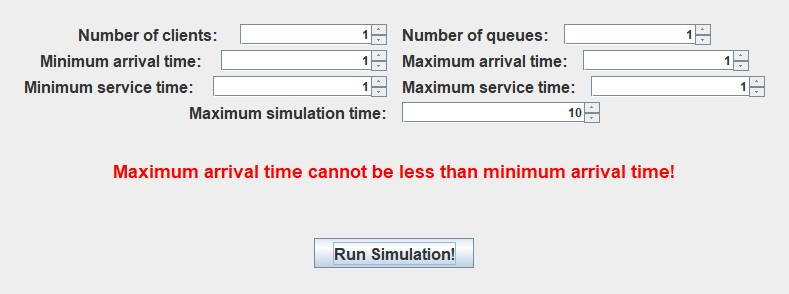 Number of clients: 1 Number of queues: 1
Minimum arrival time: 1 Maximum arrival time: 1
Minimum service time: 1 Maximum service time: 1
Maximum simulation time: 10
Maximum arrival time cannot be less than minimum arrival time!
Run Simulation!